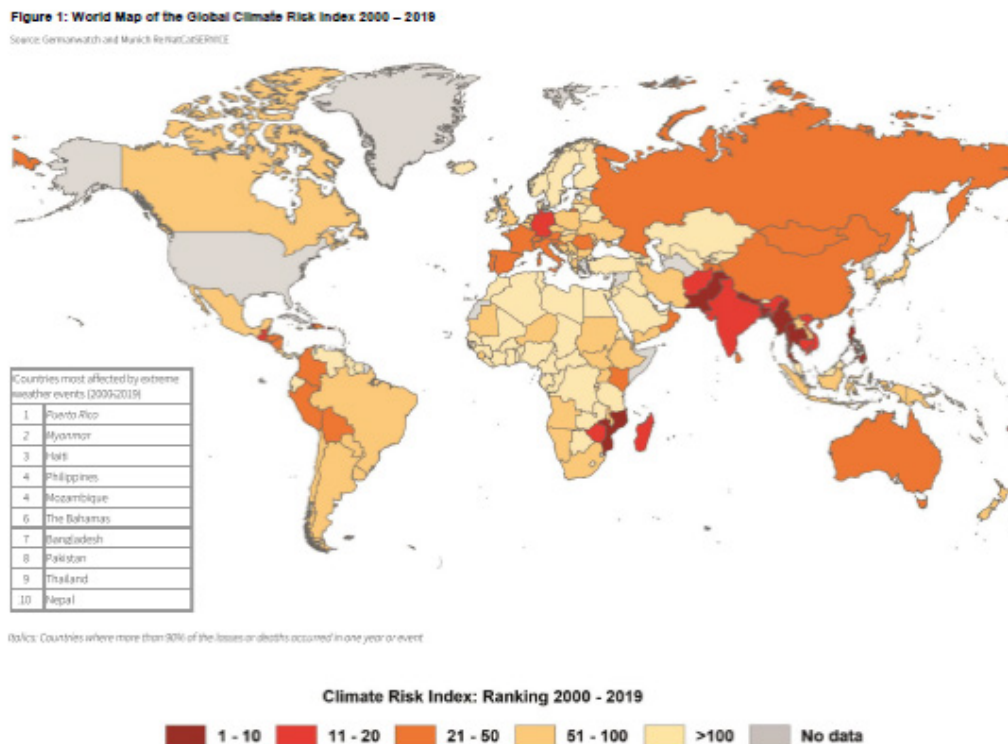 Figure 1: World Map of the Global Climate Risk Index 2000 – 2019
Source: Germanwatch and Munich Re NatCatSERVICE
Countries most affected by extreme
weather events (2000-2019)
1 Puerto Rico
2 Myanmar
3 Haiti
4 Philippines
4 Mozambique
6 The Bahamas
7 Bangladesh
8 Pakistan
9 Thailand
10 Nepal
Italics: Countries where more than 90% of the losses or deaths occurred in one year or event
Climate Risk Index: Ranking 2000 - 2019
1 - 10 11 - 20 21 - 50 51 - 100 >100 No data